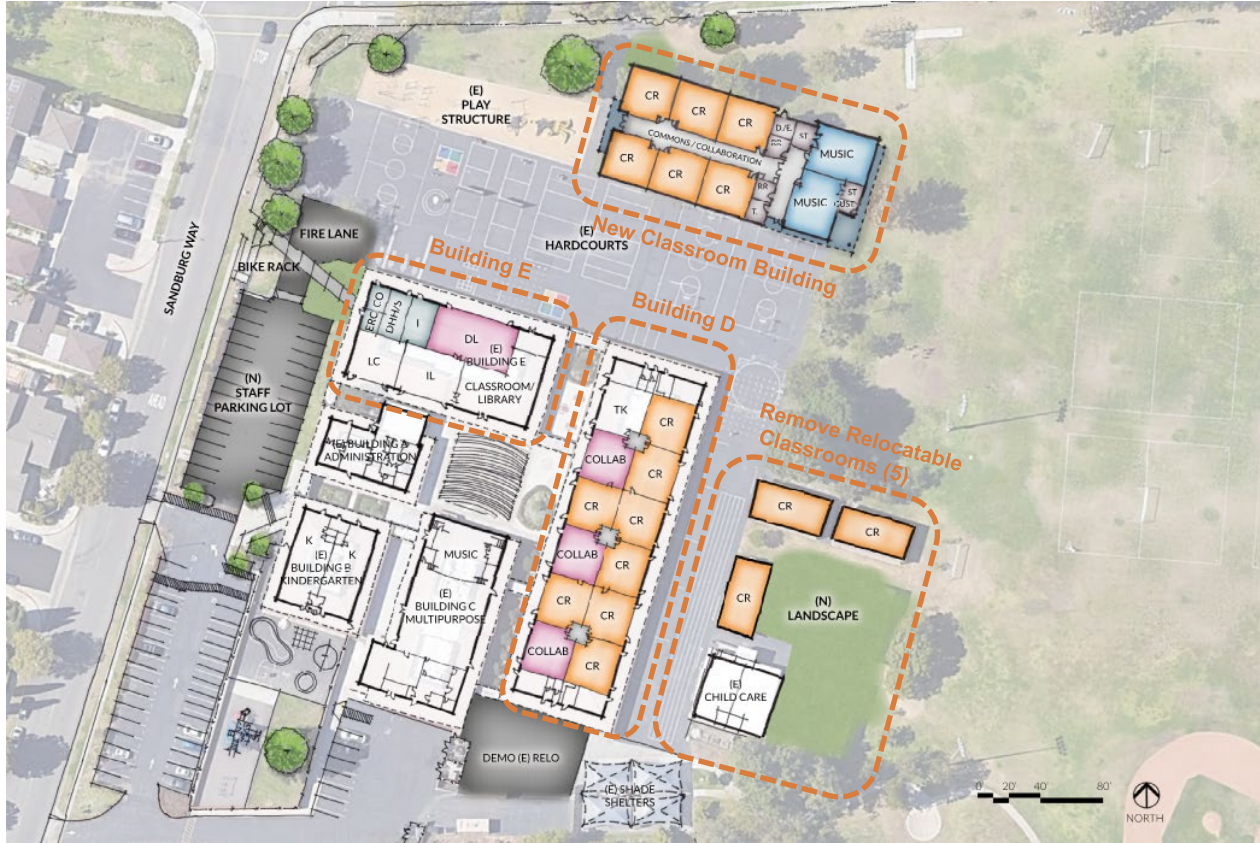 (E)
PLAY
STRUCTURE
CR
CR
CR
D./E.
SS
ST
COMMONS / COLLABORATION
MUSIC
CR
CR
CR
RR
T.
MUSIC
ST
CUST
New Classroom Building
(E)
HARDCOURTS
SANDBURG WAY
FIRE LANE
BIKE RACK
Building E
ERC
CO
DHH/S
I
DL
(E)
BUILDING E
CLASSROOM/
LIBRARY
LC
IL
Building D
TK
CR
COLLAB
CR
CR
CR
COLLAB
CR
CR
CR
COLLAB
CR
(N)
STAFF
PARKING LOT
(E) BUILDING A
ADMINISTRATION
K
K
(E)
BUILDING B
KINDERGARTEN
MUSIC
(E)
BUILDING C
MULTIPURPOSE
Remove Relocatable
Classrooms (5)
CR
CR
CR
(N)
LANDSCAPE
(E)
CHILD CARE
DEMO (E) RELO
(E) SHADE
SHELTERS
0 20' 40' 80'
NORTH